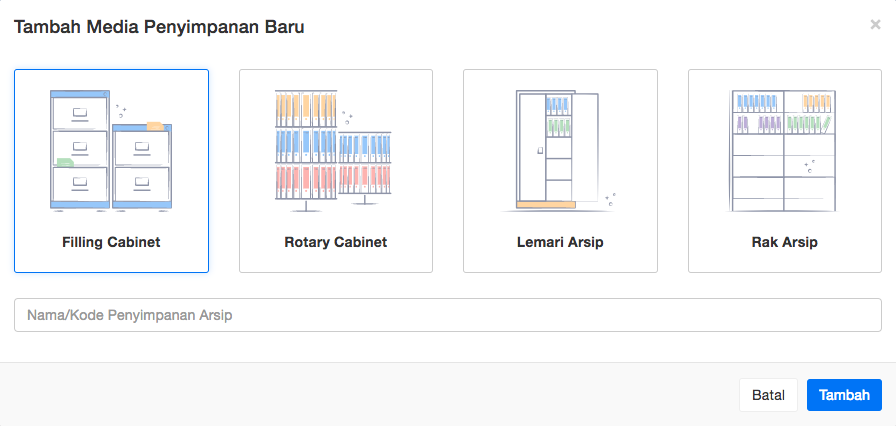 Tambah Media Penyimpanan Baru
×
Filling Cabinet
Rotary Cabinet
Lemari Arsip
Rak Arsip
Nama/Kode Penyimpanan Arsip
Batal
Tambah